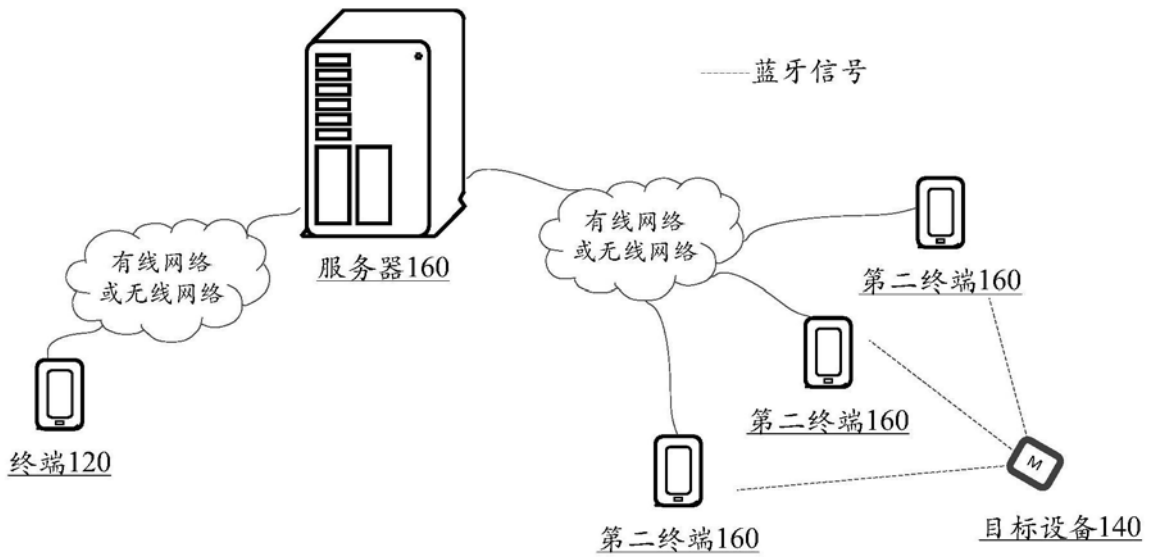 蓝牙信号
有线网络
或无线网络
服务器160
有线网络
或无线网络
第二终端160
第二终端160
第二终端160
终端120
M
目标设备140